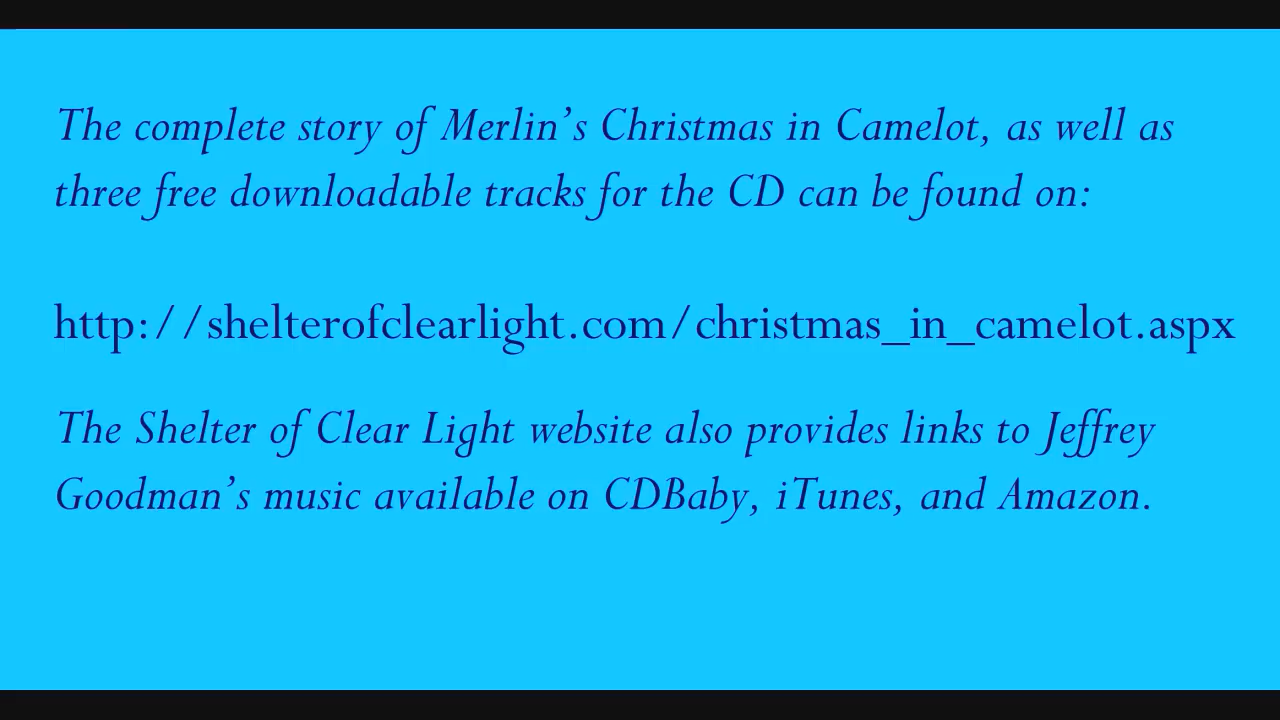 The complete story of Merlin’s Christmas in Camelot, as well as
three free downloadable tracks for the CD can be found on:
http://shelterofclearlight.com/christmas_in_camelot.aspx
The Shelter of Clear Light website also provides links to Jeffrey
Goodman’s music available on CDBaby, iTunes, and Amazon.